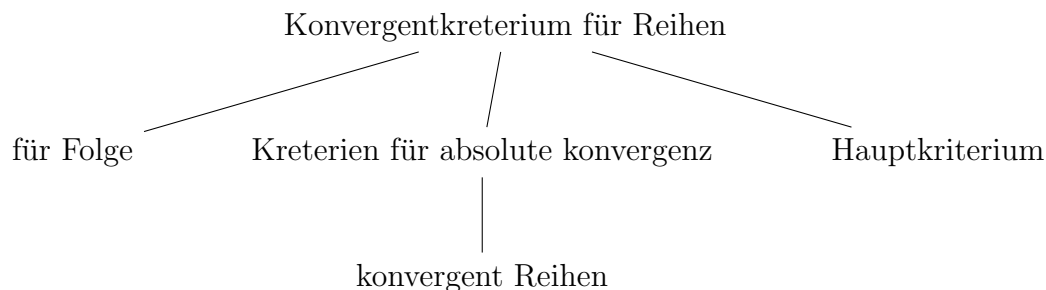 Konvergentkreterium für Reihen
für Folge
Kreterien für absolute konvergenz
Hauptkriterium
konvergent Reihen